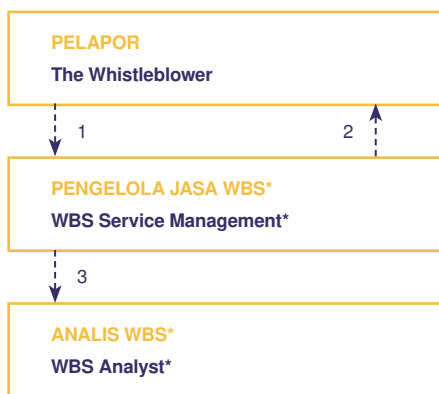 PELAPOR
The Whistleblower
1
2
PENGELOLA JASA WBS*
WBS Service Management*
3
ANALIS WBS*
WBS Analyst*